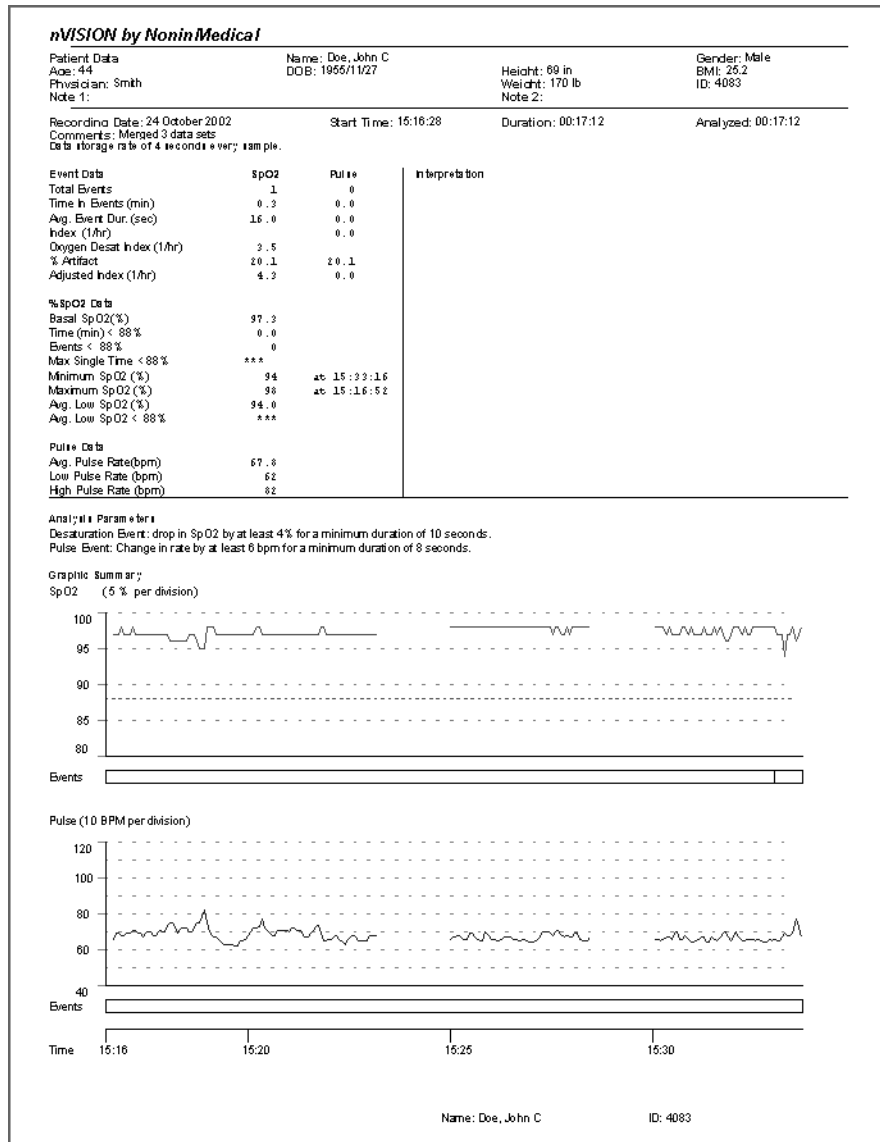 nVISION by Nonin Medical
Patient Data Name: Doe, John C Gender: Male
Age: 44 DOB: 1955/11/27 Height: 69 in BMI: 25.2
Physician: Smith Weight: 170 lb ID: 4083
Note 1: Note 2:
Recording Date: 24 October 2002 Start Time: 15:16:28 Duration: 00:17:12 Analyzed: 00:17:12
Comments: Merged 3 data sets
Data storage rate of 4 seconds every sample.
Event Data SpO2 Pulse Interpretation
Total Events 1 0
Time In Events (min) 0.3 0.0
Avg. Event Dur. (sec) 16.0 0.0
Index (1/hr) 0.0
Oxygen Desat Index (1/hr) 3.5
% Artifact 20.1 20.1
Adjusted Index (1/hr) 4.3 0.0
%SpO2 Data
Basal SpO2(%) 97.3
Time (min) < 88% 0.0
Events < 88% 0
Max Single Time <88% ***
Minimum SpO2 (%) 94 at 15:33:16
Maximum SpO2 (%) 98 at 15:16:52
Avg. Low SpO2 (%) 94.0
Avg. Low SpO2 < 88% ***
Pulse Data
Avg. Pulse Rate(bpm) 67.8
Low Pulse Rate (bpm) 62
High Pulse Rate (bpm) 82
Analysis Parameters
Desaturation Event: drop in SpO2 by at least 4% for a minimum duration of 10 seconds.
Pulse Event: Change in rate by at least 6 bpm for a minimum duration of 8 seconds.
Graphic Summary
SpO2 (5 % per division)
100
95
90
85
80
Events
Pulse (10 BPM per division)
120
100
80
60
40
Events
Time 15:16 15:20 15:25 15:30
Name: Doe, John C ID: 4083